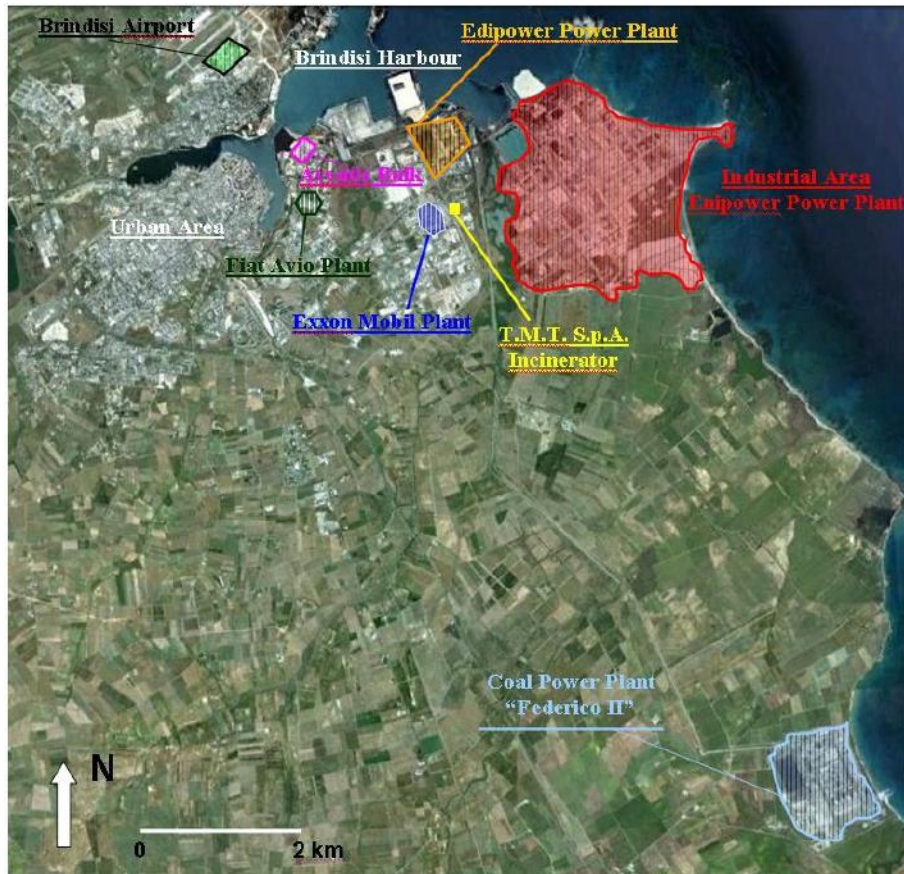 Brindisi Airport
Edipower Power Plant
Brindisi Harbour
Industrial Area
Enipower Power Plant
Urban Area
Fiat Avio Plant
Exxon Mobil Plant
T.M.T. S.p.A.
Incinerator
Coal Power Plant
“Federico II”
N
0 2 km